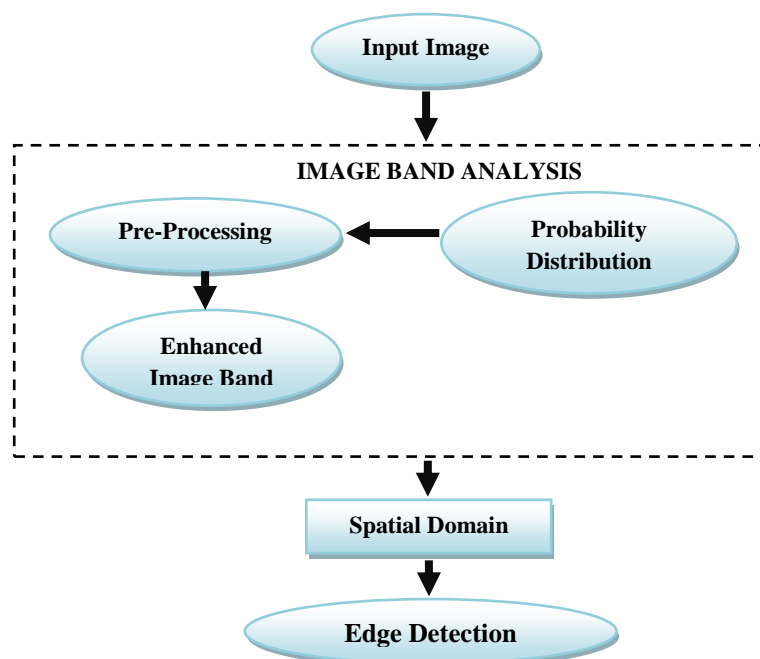 Input Image
IMAGE BAND ANALYSIS
Pre-Processing
Probability
Distribution
Enhanced
Image Band
Spatial Domain
Edge Detection